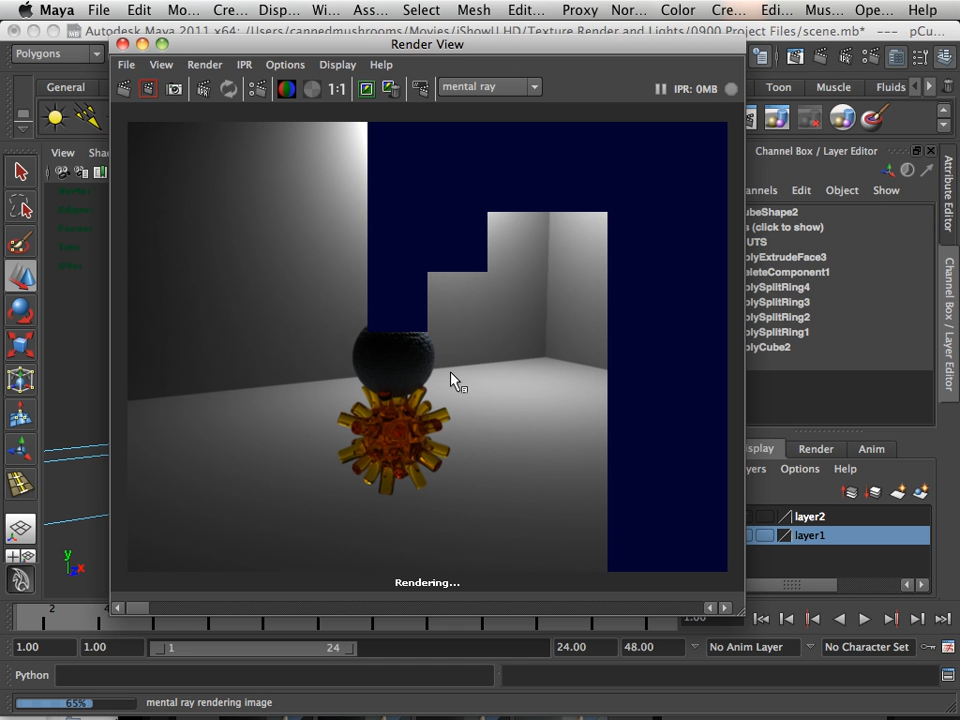 Maya File Edit Mo... Cre... Disp... Wi... Ass... Select Mesh Edit... Proxy Nor... Color Cre... Edi... Mus... Ope... Help
Autodesk Maya 2011 x64: /Users/cannedmushrooms/Movies/iShowU HD/Texture Render and Lights/0900 Project Files/scene.mb* --- pCu...
Render View
Polygons
File View Render IPR Options Display Help
General
1:1
mental ray
IPR: 0MB
Toon Muscle Fluids
View Sha
Channel Box / Layer Editor
annels Edit Object Show
ubeShape2
s (click to show)
UTS
olyExtrudeFace3
eleteComponent1
olySplitRing4
olySplitRing3
olySplitRing2
olySplitRing1
olyCube2
Attribute Editor
Channel Box / Layer Editor
isplay Render Anim
yers Options Help
layer2
layer1
y
z x
Rendering...
2
1.00
1.00 1.00 1 24 24.00 48.00 No Anim Layer No Character Set
Python
65% mental ray rendering image